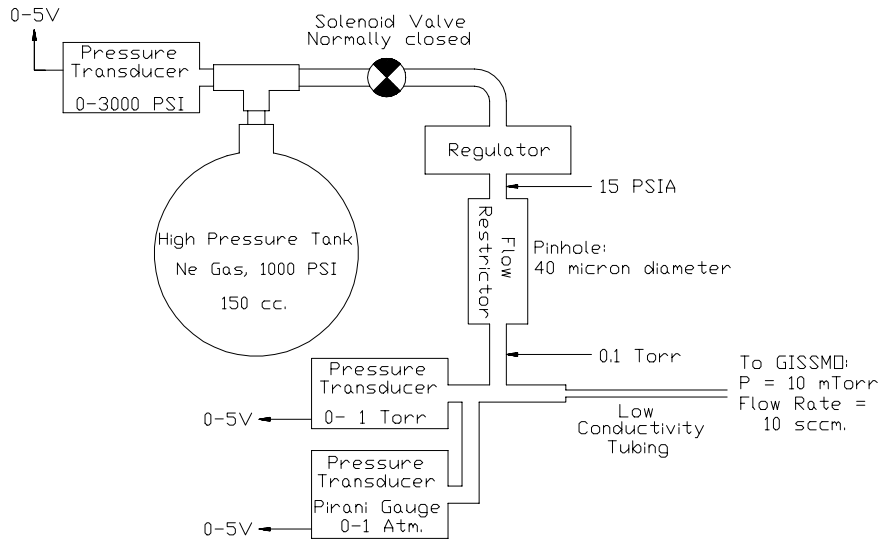 0-5V
Pressure
Transducer
0-3000 PSI
Solenoid Valve
Normally closed
Regulator
15 PSIA
High Pressure Tank
Ne Gas, 1000 PSI
150 cc.
Flow
Restrictor
Pinhole:
40 micron diameter
0.1 Torr
Pressure
Transducer
0- 1 Torr
0-5V
Low
Conductivity
Tubing
To GISSMO:
P = 10 mTorr
Flow Rate =
10 sccm.
Pressure
Transducer
Pirani Gauge
0-1 Atm.
0-5V